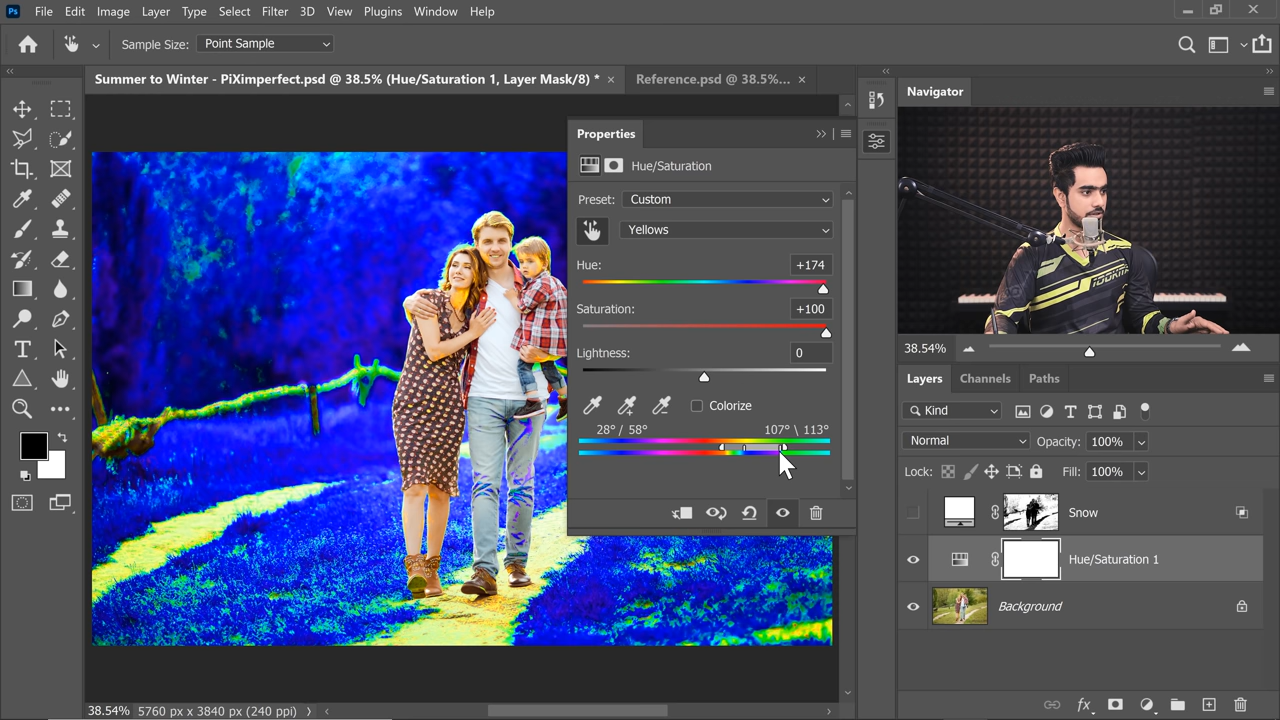 Ps File Edit Image Layer Type Select Filter 3D View Plugins Window Help
Sample Size: Point Sample
Summer to Winter - PiXimperfect.psd @ 38.5% (Hue/Saturation 1, Layer Mask/8) * × Reference.psd @ 38.5%... ×
Properties
Hue/Saturation
Preset: Custom
Yellows
Hue: +174
Saturation: +100
Lightness: 0
Colorize
28° / 58° 107° \ 113°
Navigator
38.54%
Layers Channels Paths
Kind
Normal Opacity: 100%
Lock: Fill: 100%
Snow
Hue/Saturation 1
Background
38.54% 5760 px x 3840 px (240 ppi)